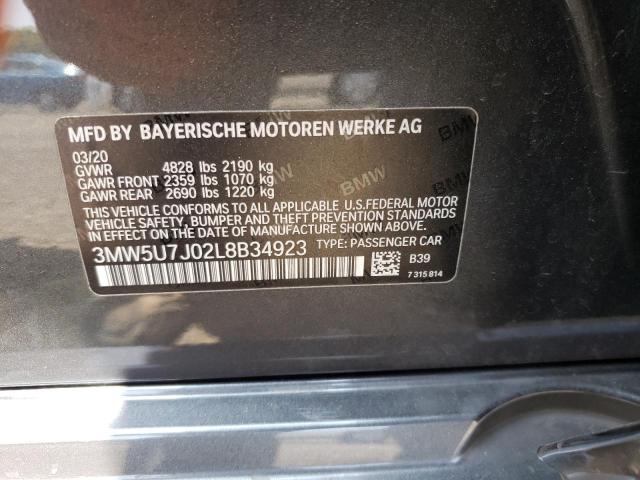 MFD BY BAYERISCHE MOTOREN WERKE AG
03/20
GVWR 4828 lbs 2190 kg
GAWR FRONT 2359 lbs 1070 kg
GAWR REAR 2690 lbs 1220 kg
THIS VEHICLE CONFORMS TO ALL APPLICABLE U.S.FEDERAL MOTOR
VEHICLE SAFETY, BUMPER AND THEFT PREVENTION STANDARDS
IN EFFECT ON THE DATE OF MANUFACTURE SHOWN ABOVE.
3MW5U7J02L8B34923 TYPE: PASSENGER CAR
B39
7 315 814